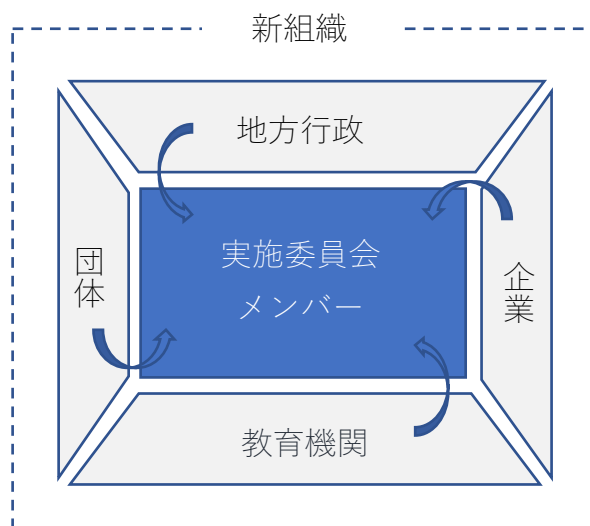 新組織
地方行政
団体
実施委員会
メンバー
企業
教育機関